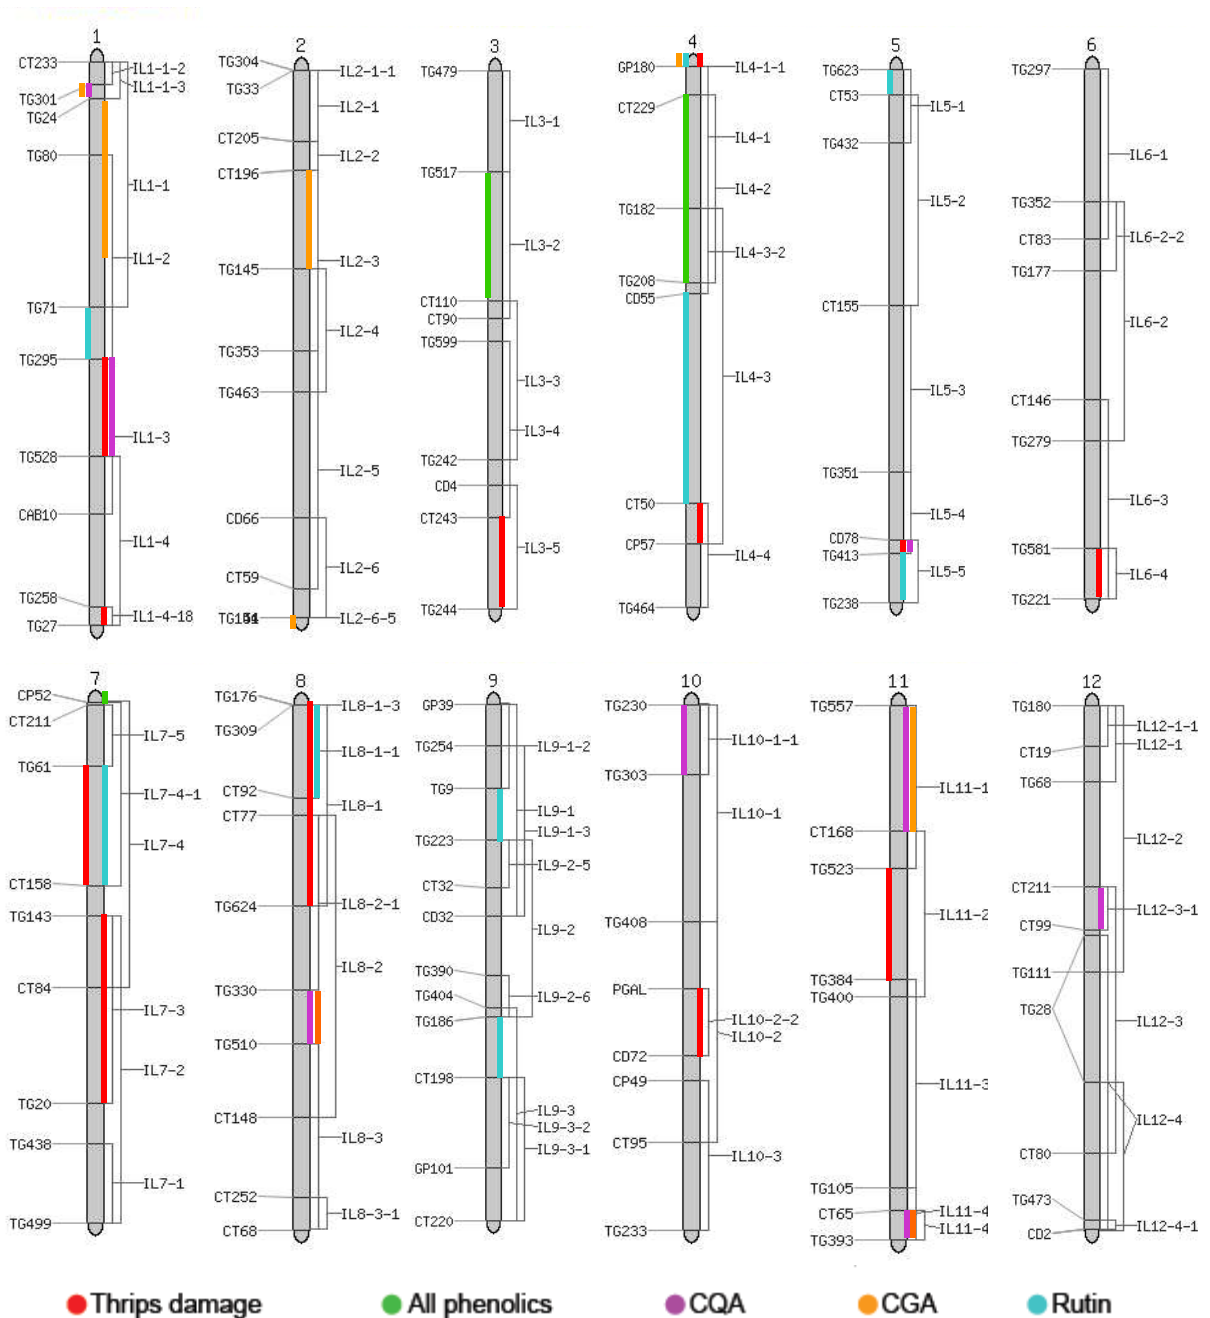 1
CT233
IL1-1-2
IL1-1-3
TG301
TG24
TG80
IL1-1
IL1-2
TG71
TG295
IL1-3
TG528
CAB10
IL1-4
TG258
IL1-4-18
TG27
2
TG304
IL2-1-1
TG33
IL2-1
CT205
IL2-2
CT196
IL2-3
TG145
IL2-4
TG353
TG463
IL2-5
CD66
IL2-6
CT59
IL2-6-5
3
TG479
IL3-1
TG517
IL3-2
CT110
CT90
TG599
IL3-3
IL3-4
TG242
CD4
CT243
IL3-5
TG244
4
GP180
IL4-1-1
CT229
IL4-1
IL4-2
TG182
IL4-3-2
TG208
CD55
IL4-3
CT50
CP57
IL4-4
TG464
5
TG623
CT53
IL5-1
TG432
IL5-2
CT155
IL5-3
TG351
IL5-4
CD78
TG413
IL5-5
TG238
6
TG297
IL6-1
TG352
IL6-2-2
CT83
TG177
IL6-2
CT146
TG279
IL6-3
TG581
IL6-4
TG221
7
CP52
CT211
IL7-5
TG61
IL7-4-1
IL7-4
CT158
TG143
CT84
IL7-3
IL7-2
TG20
TG438
IL7-1
TG499
8
TG176
IL8-1-3
TG309
IL8-1-1
CT92
IL8-1
CT77
IL8-2-1
TG624
IL8-2
TG330
TG510
CT148
IL8-3
CT252
IL8-3-1
CT68
9
GP39
TG254
IL9-1-2
TG9
IL9-1
IL9-1-3
TG223
IL9-2-5
CT32
CD32
IL9-2
TG390
IL9-2-6
TG404
TG186
CT198
IL9-3
IL9-3-2
IL9-3-1
GP101
CT220
10
TG230
IL10-1-1
TG303
IL10-1
TG408
PGAL
IL10-2-2
IL10-2
CD72
CP49
CT95
IL10-3
TG233
11
TG557
IL11-1
CT168
TG523
IL11-2
TG384
TG400
IL11-3
TG105
CT65
IL11-4
IL11-4
TG393
12
TG180
IL12-1-1
IL12-1
CT19
TG68
IL12-2
CT211
IL12-3-1
CT99
TG111
TG28
IL12-3
IL12-4
CT80
TG473
IL12-4-1
CD2
Thrips damage
All phenolics
CQA
CGA
Rutin